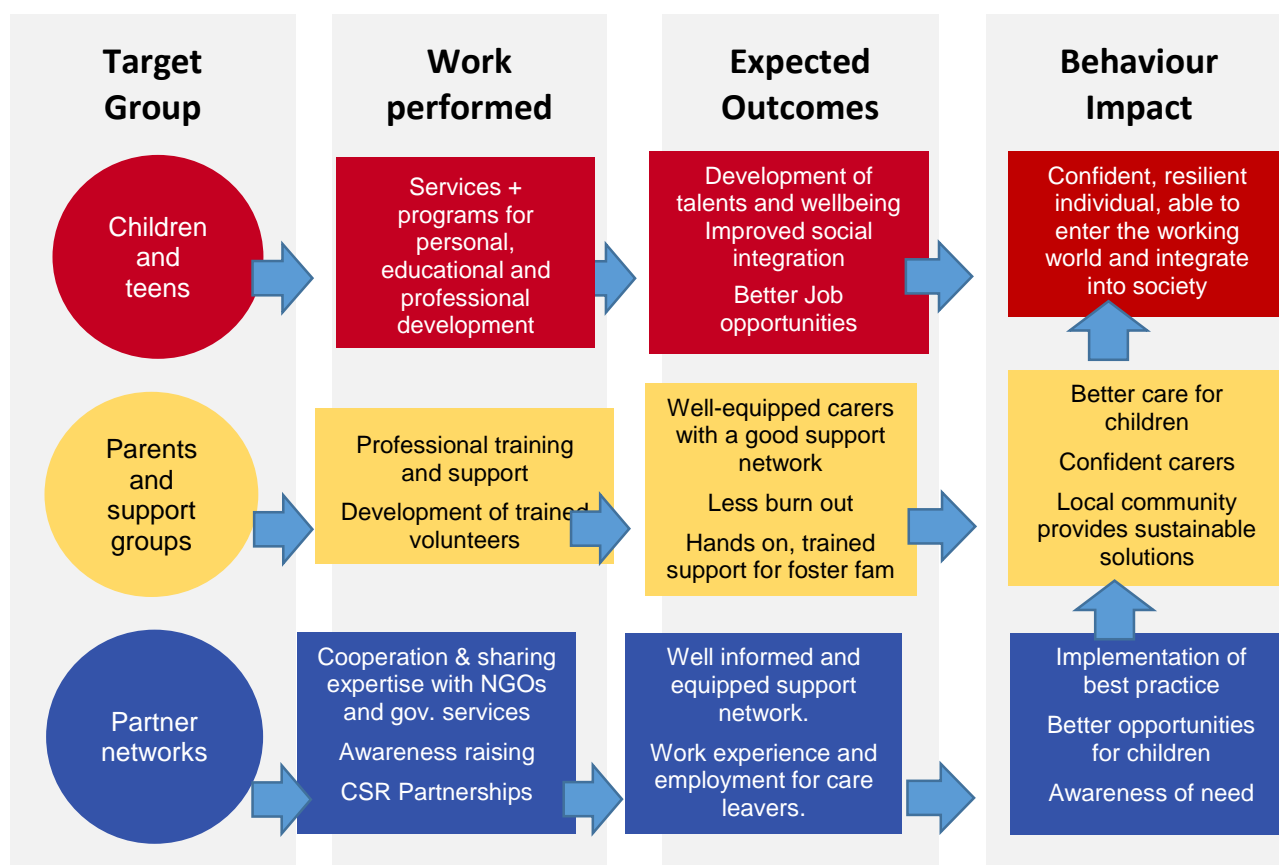 Target
Group
Work
performed
Expected
Outcomes
Behaviour
Impact
Children
and
teens
Services +
programs for
personal,
educational and
professional
development
Development of
talents and wellbeing
Improved social
integration
Better Job
opportunities
Confident, resilient
individual, able to
enter the working
world and integrate
into society
Parents
and
support
groups
Professional training
and support
Development of trained
volunteers
Well-equipped carers
with a good support
network
Less burn out
Hands on, trained
support for foster fam
Better care for
children
Confident carers
Local community
provides sustainable
solutions
Partner
networks
Cooperation & sharing
expertise with NGOs
and gov. services
Awareness raising
CSR Partnerships
Well informed and
equipped support
network.
Work experience and
employment for care
leavers.
Implementation of
best practice
Better opportunities
for children
Awareness of need